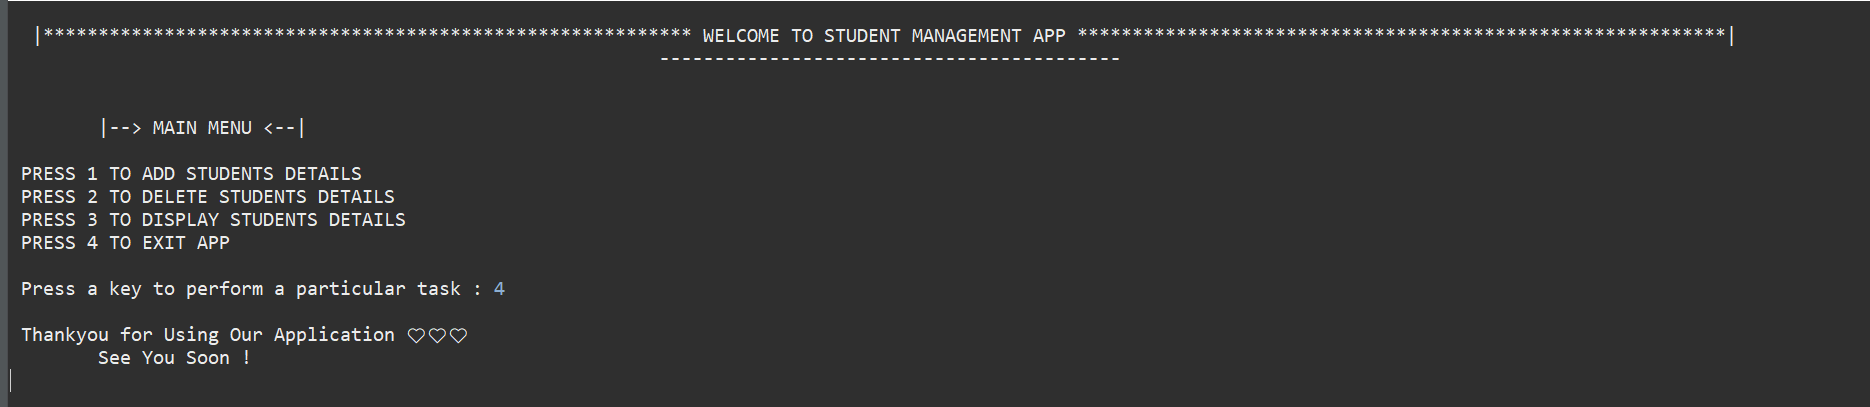 |*********************************************************** WELCOME TO STUDENT MANAGEMENT APP ***********************************************************|
------------------------------------------
|--> MAIN MENU <--|
PRESS 1 TO ADD STUDENTS DETAILS
PRESS 2 TO DELETE STUDENTS DETAILS
PRESS 3 TO DISPLAY STUDENTS DETAILS
PRESS 4 TO EXIT APP
Press a key to perform a particular task : 4
Thankyou for Using Our Application ♡♡♡
See You Soon !